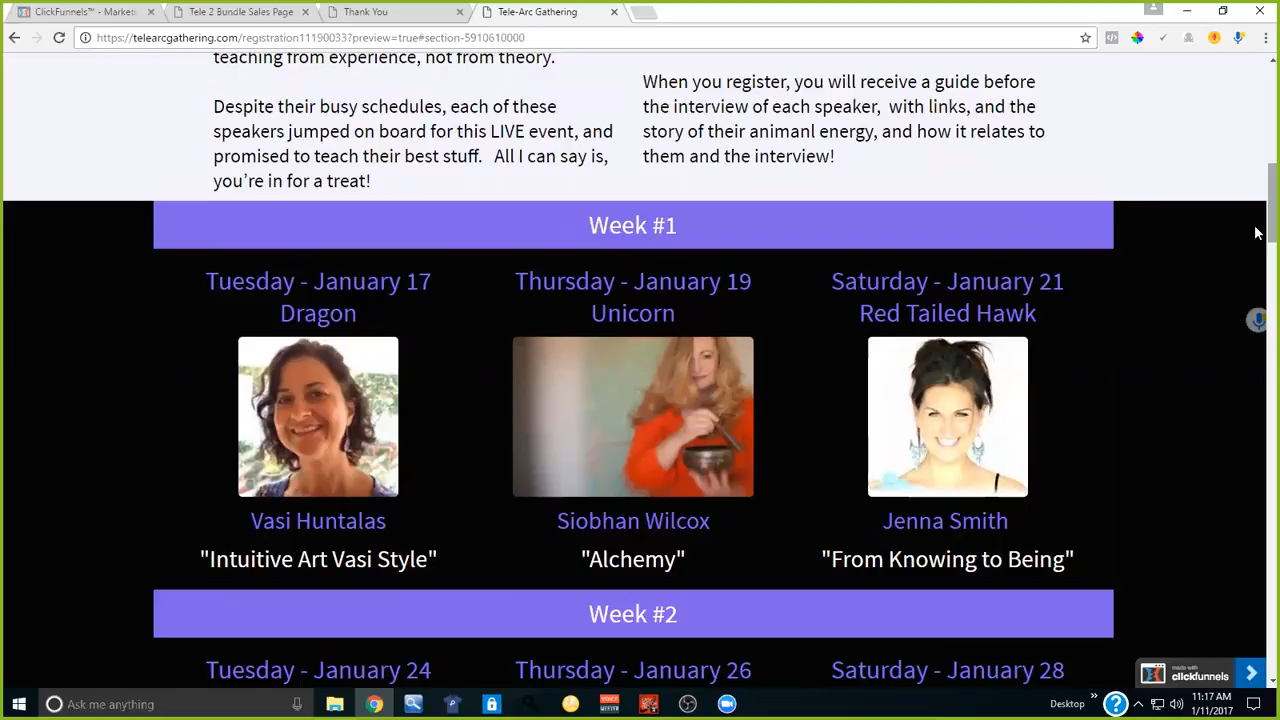 ClickFunnels™ - Marketi
Tele 2 Bundle Sales Page
Thank You
Tele-Arc Gathering
https://telearcgathering.com/registration11190033?preview=true#section-5910610000
teaching from experience, not from theory.
Despite their busy schedules, each of these
speakers jumped on board for this LIVE event, and
promised to teach their best stuff. All I can say is,
you're in for a treat!
When you register, you will receive a guide before
the interview of each speaker, with links, and the
story of their animanl energy, and how it relates to
them and the interview!
Week #1
Tuesday - January 17
Dragon
Vasi Huntalas
"Intuitive Art Vasi Style"
Thursday - January 19
Unicorn
Siobhan Wilcox
"Alchemy"
Saturday - January 21
Red Tailed Hawk
Jenna Smith
"From Knowing to Being"
Week #2
Tuesday - January 24
Thursday - January 26
Saturday - January 28
made with
clickfunnels
Ask me anything
Desktop
11:17 AM
1/11/2017